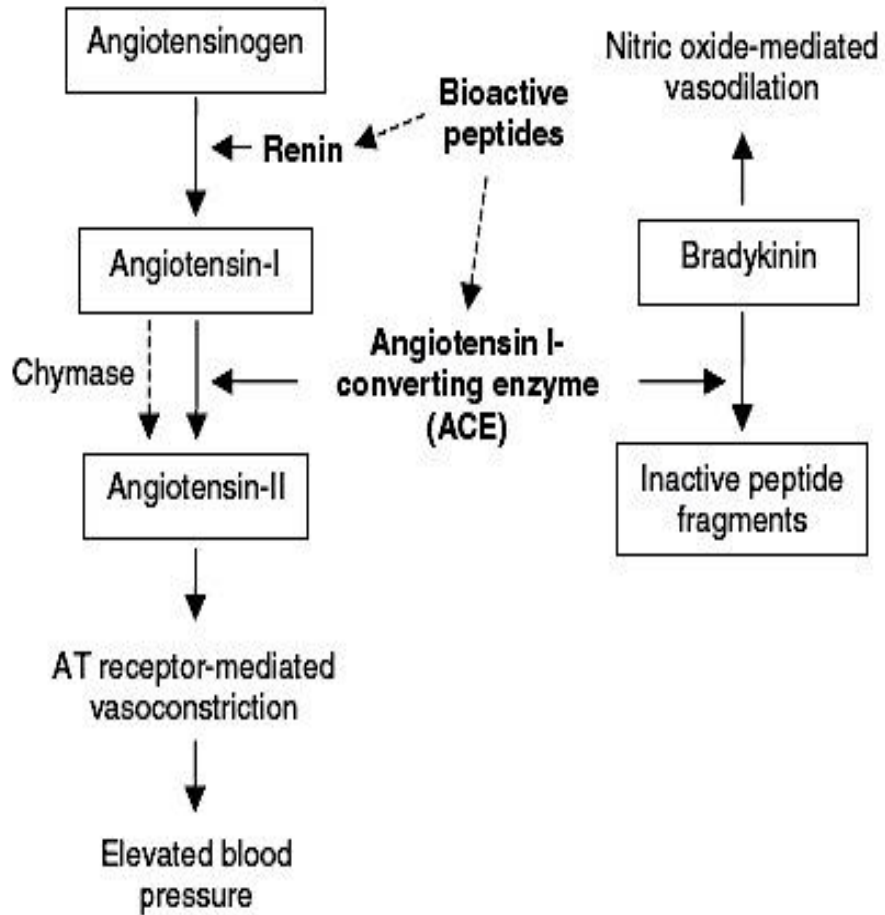 Angiotensinogen
Nitric oxide-mediated
vasodilation
Bioactive
peptides
Renin
Angiotensin-I
Bradykinin
Chymase
Angiotensin I-
converting enzyme
(ACE)
Angiotensin-II
Inactive peptide
fragments
AT receptor-mediated
vasoconstriction
Elevated blood
pressure